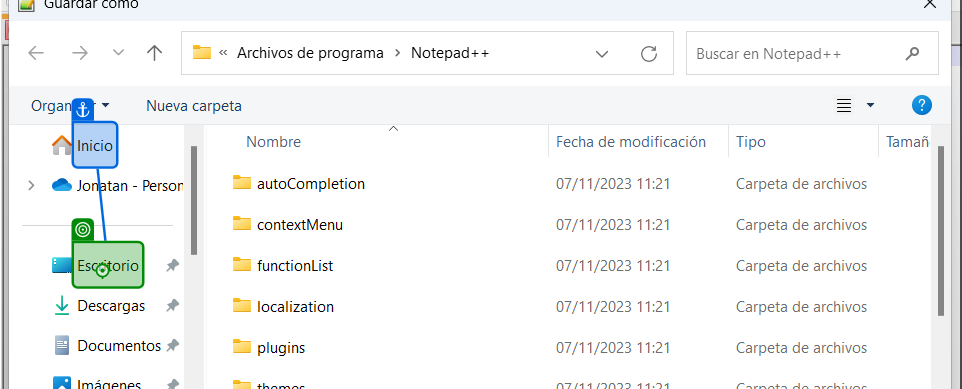 Guardar como
« Archivos de programa > Notepad++
Buscar en Notepad++
Nueva carpeta
Nombre Fecha de modificación Tipo Tamañ
Inicio
Jonatan - Person
autoCompletion 07/11/2023 11:21 Carpeta de archivos
contextMenu 07/11/2023 11:21 Carpeta de archivos
Escritorio
functionList 07/11/2023 11:21 Carpeta de archivos
Descargas
localization 07/11/2023 11:21 Carpeta de archivos
Documentos
plugins 07/11/2023 11:21 Carpeta de archivos
Imágenes
themes 07/11/2023 11:21 Carpeta de archivos